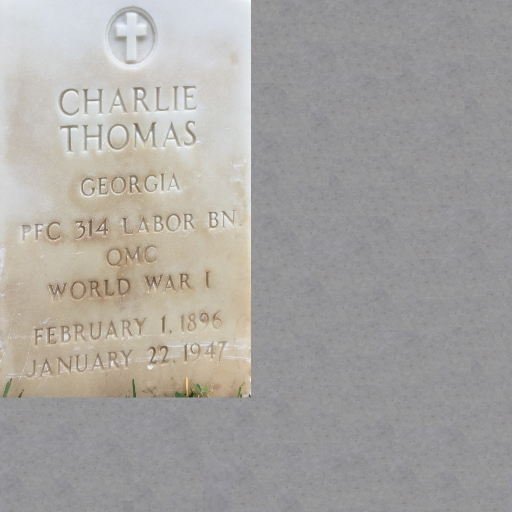 CHARLIE
THOMAS
GEORGIA
PFC 314 LABOR BN
QMC
WORLD WAR I
FEBRUARY 1, 1896
JANUARY 22, 1947